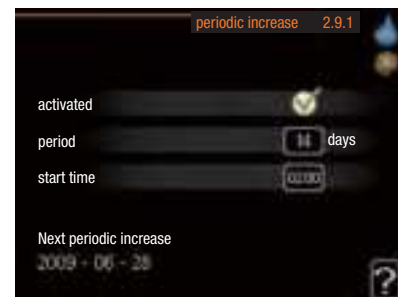 periodic increase 2.9.1
activated
period 14 days
start time 00:00
Next periodic increase
2009 - 06 - 28
?